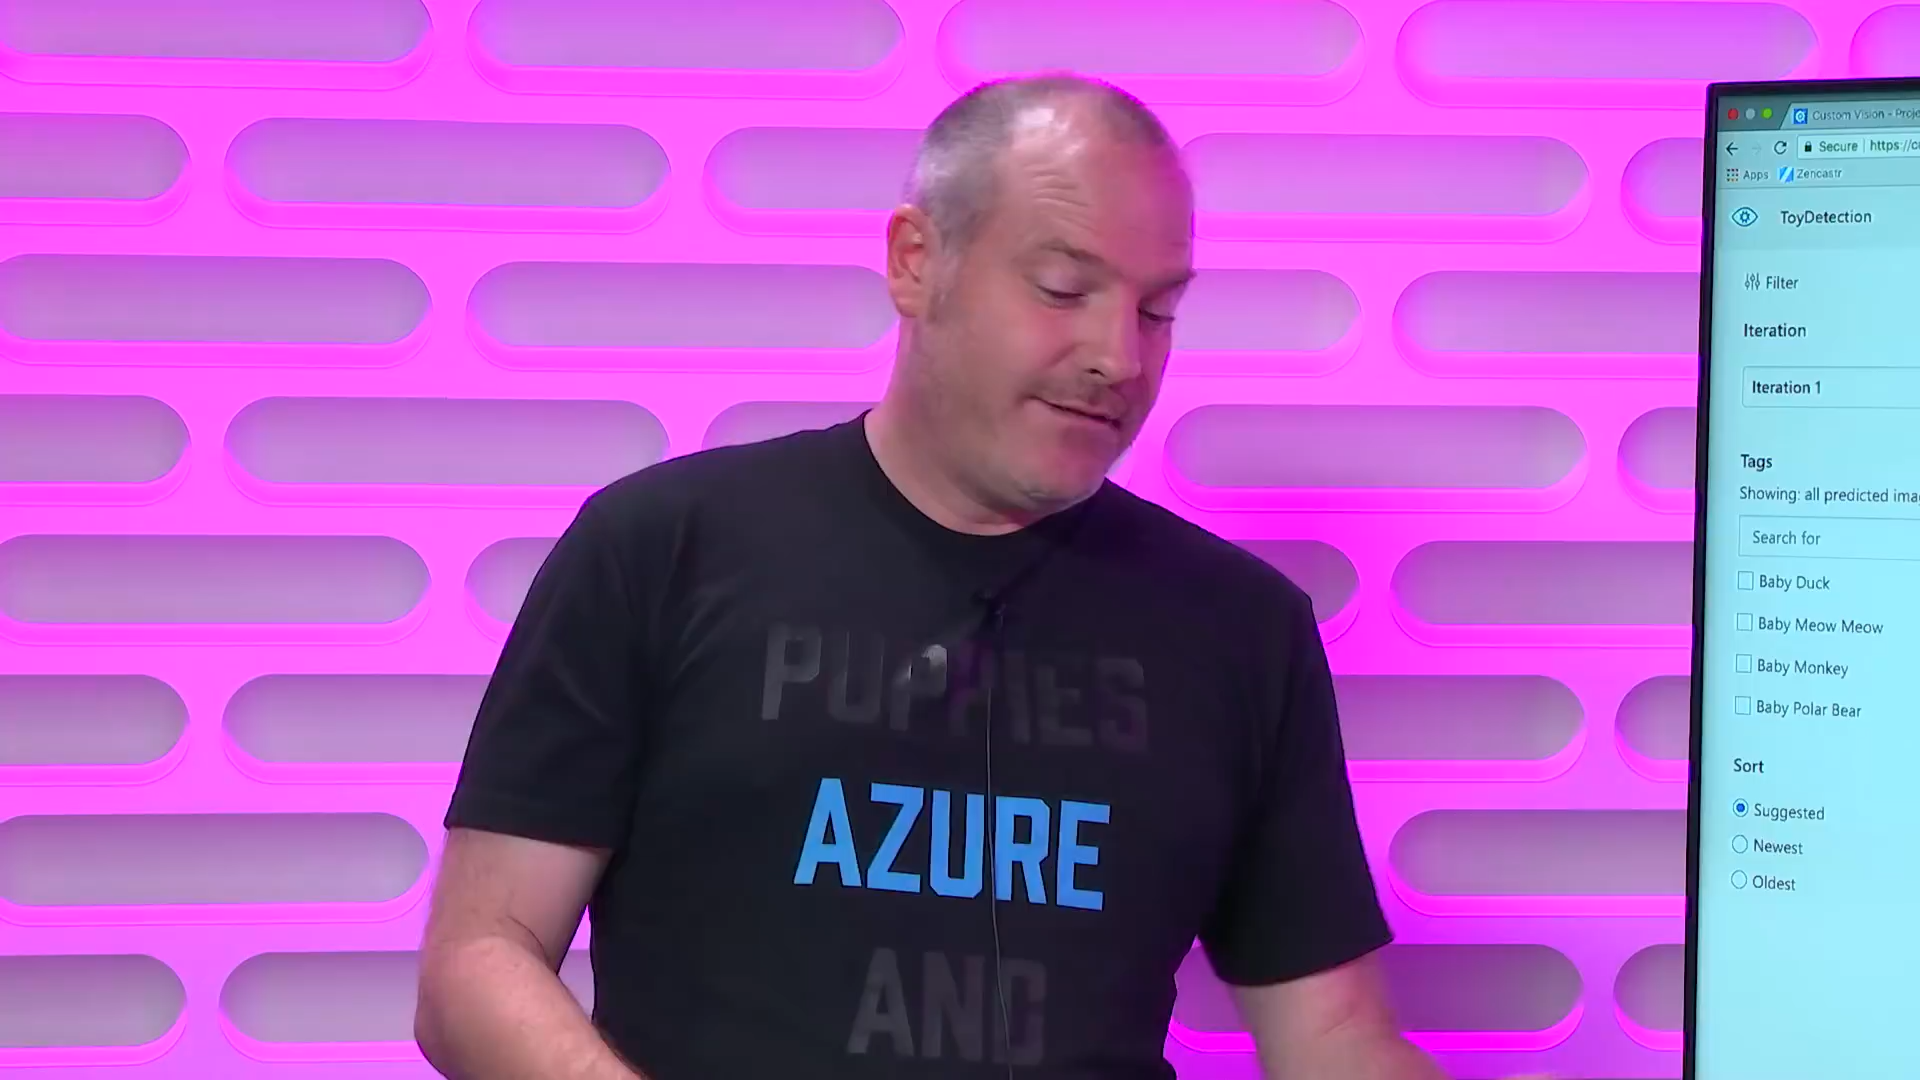 PUPPIES
AZURE
AND
Custom Vision - Proje
Secure | https://c
Apps Zencastr
ToyDetection
Filter
Iteration
Iteration 1
Tags
Showing: all predicted ima
Search for
Baby Duck
Baby Meow Meow
Baby Monkey
Baby Polar Bear
Sort
Suggested
Newest
Oldest